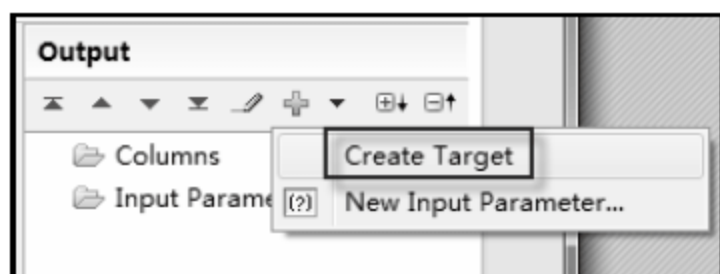 Output
Columns
Create Target
Input Parame
(?) New Input Parameter...